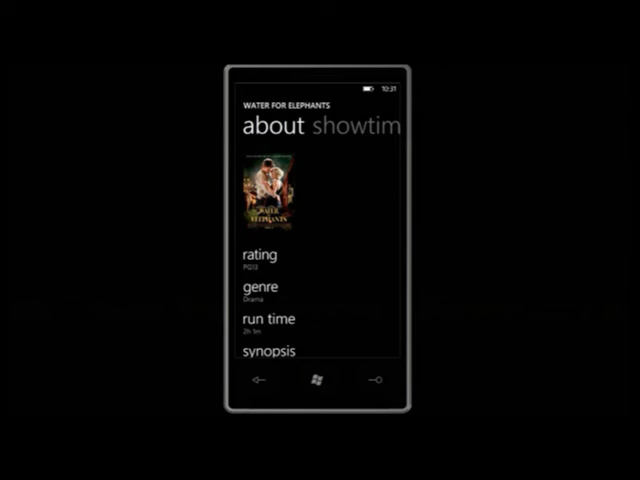 10:31
WATER FOR ELEPHANTS
about showtim
WATER
for
ELEPHANTS
rating
PG13
genre
Drama
run time
2h 1m
synopsis